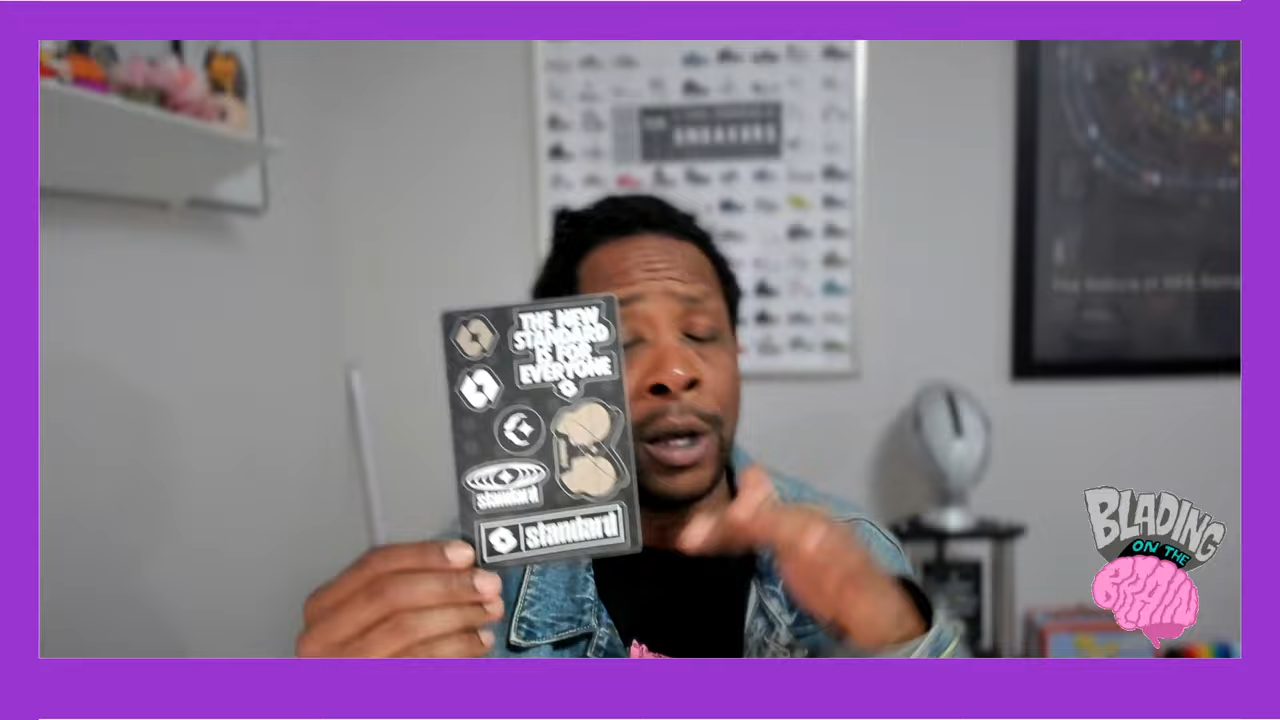 SNEAKERS
THE NEW
STANDARD
IS FOR
EVERYONE
standard
standard
BLADING
ON THE
BRAIN